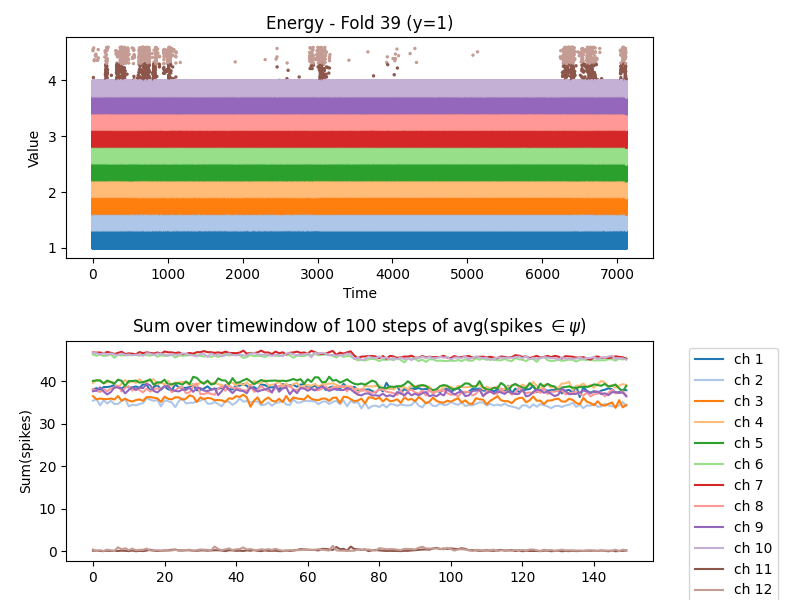 Energy - Fold 39 (y=1)
Value
4
3
2
1
0
1000
2000
3000
4000
5000
6000
7000
Time
Sum over timewindow of 100 steps of avg(spikes ∈ ψ)
Sum(spikes)
40
30
20
10
0
0
20
40
60
80
100
120
140
ch 1
ch 2
ch 3
ch 4
ch 5
ch 6
ch 7
ch 8
ch 9
ch 10
ch 11
ch 12